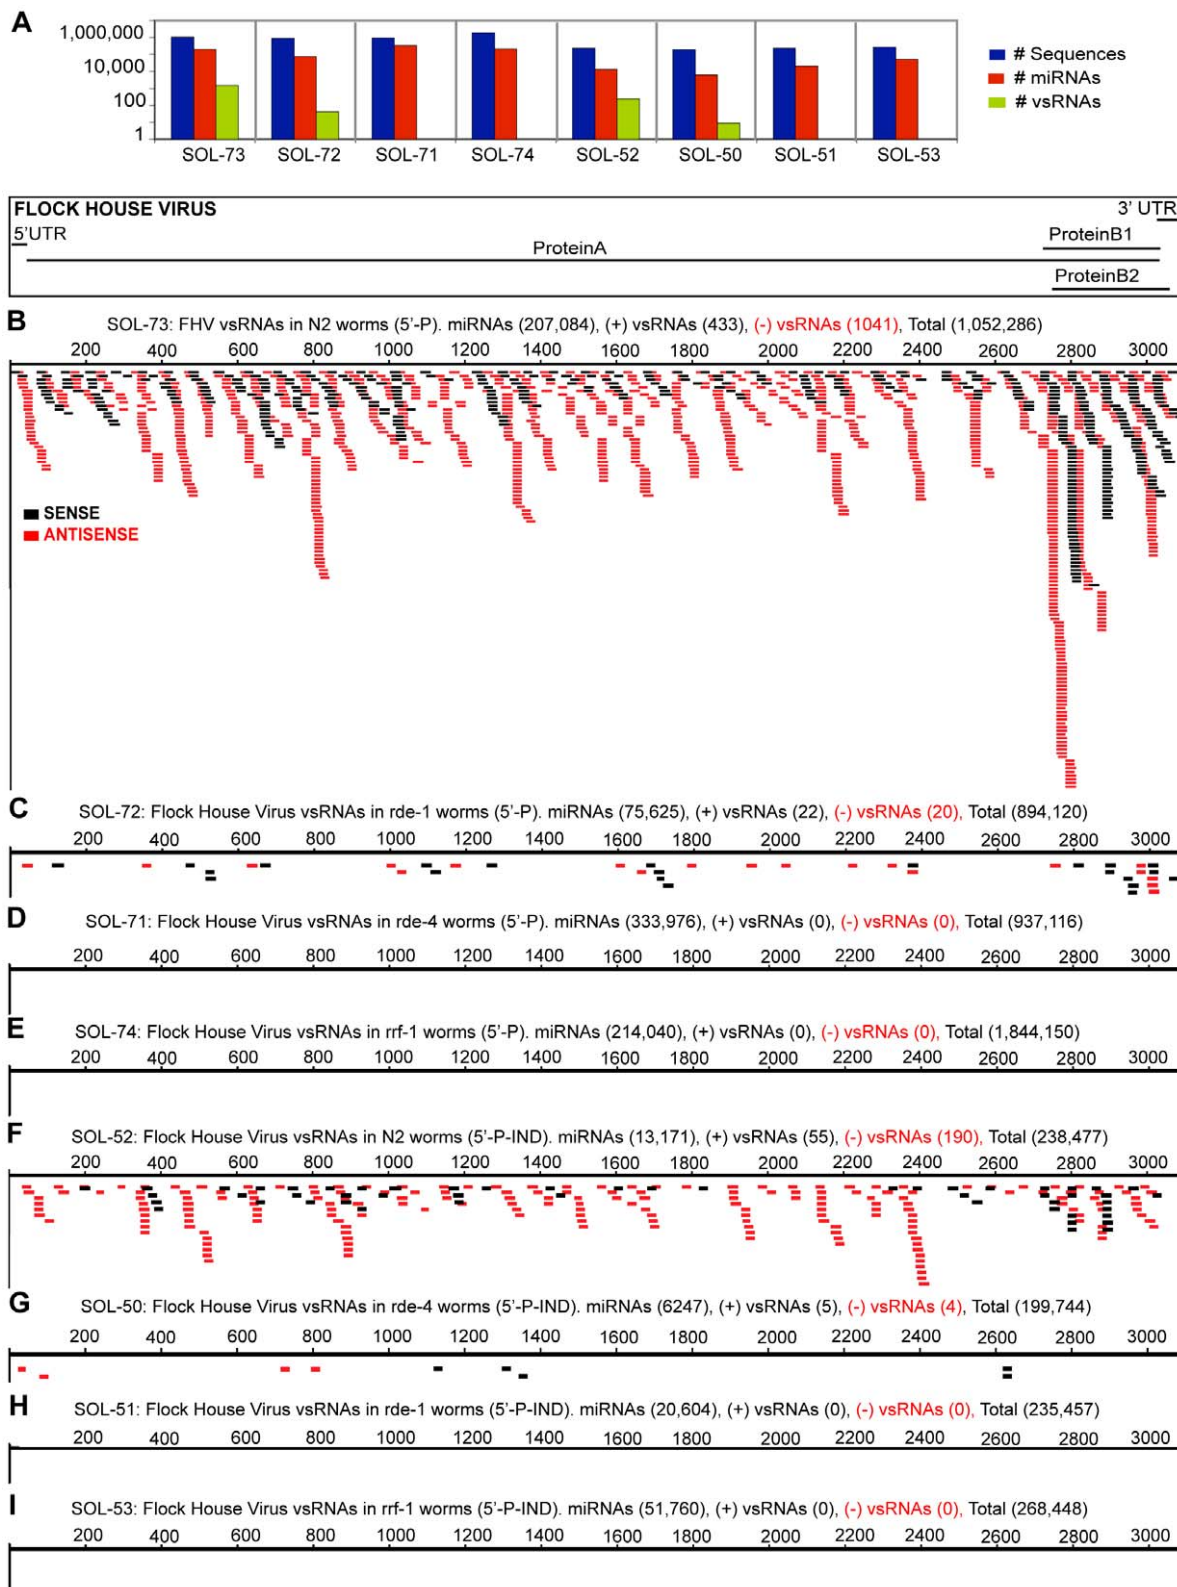 A
1,000,000
10,000
100
1
SOL-73 SOL-72 SOL-71 SOL-74 SOL-52 SOL-50 SOL-51 SOL-53
# Sequences
# miRNAs
# vsRNAs
FLOCK HOUSE VIRUS 3’ UTR
5’UTR ProteinB1
ProteinA
ProteinB2
B SOL-73: FHV vsRNAs in N2 worms (5’-P). miRNAs (207,084), (+) vsRNAs (433), (-) vsRNAs (1041), Total (1,052,286)
200 400 600 800 1000 1200 1400 1600 1800 2000 2200 2400 2600 2800 3000
SENSE
ANTISENSE
C SOL-72: Flock House Virus vsRNAs in rde-1 worms (5’-P). miRNAs (75,625), (+) vsRNAs (22), (-) vsRNAs (20), Total (894,120)
200 400 600 800 1000 1200 1400 1600 1800 2000 2200 2400 2600 2800 3000
D SOL-71: Flock House Virus vsRNAs in rde-4 worms (5’-P). miRNAs (333,976), (+) vsRNAs (0), (-) vsRNAs (0), Total (937,116)
200 400 600 800 1000 1200 1400 1600 1800 2000 2200 2400 2600 2800 3000
E SOL-74: Flock House Virus vsRNAs in rrf-1 worms (5’-P). miRNAs (214,040), (+) vsRNAs (0), (-) vsRNAs (0), Total (1,844,150)
200 400 600 800 1000 1200 1400 1600 1800 2000 2200 2400 2600 2800 3000
F SOL-52: Flock House Virus vsRNAs in N2 worms (5’-P-IND). miRNAs (13,171), (+) vsRNAs (55), (-) vsRNAs (190), Total (238,477)
200 400 600 800 1000 1200 1400 1600 1800 2000 2200 2400 2600 2800 3000
G SOL-50: Flock House Virus vsRNAs in rde-4 worms (5’-P-IND). miRNAs (6247), (+) vsRNAs (5), (-) vsRNAs (4), Total (199,744)
200 400 600 800 1000 1200 1400 1600 1800 2000 2200 2400 2600 2800 3000
H SOL-51: Flock House Virus vsRNAs in rde-1 worms (5’-P-IND). miRNAs (20,604), (+) vsRNAs (0), (-) vsRNAs (0), Total (235,457)
200 400 600 800 1000 1200 1400 1600 1800 2000 2200 2400 2600 2800 3000
I SOL-53: Flock House Virus vsRNAs in rrf-1 worms (5’-P-IND). miRNAs (51,760), (+) vsRNAs (0), (-) vsRNAs (0), Total (268,448)
200 400 600 800 1000 1200 1400 1600 1800 2000 2200 2400 2600 2800 3000